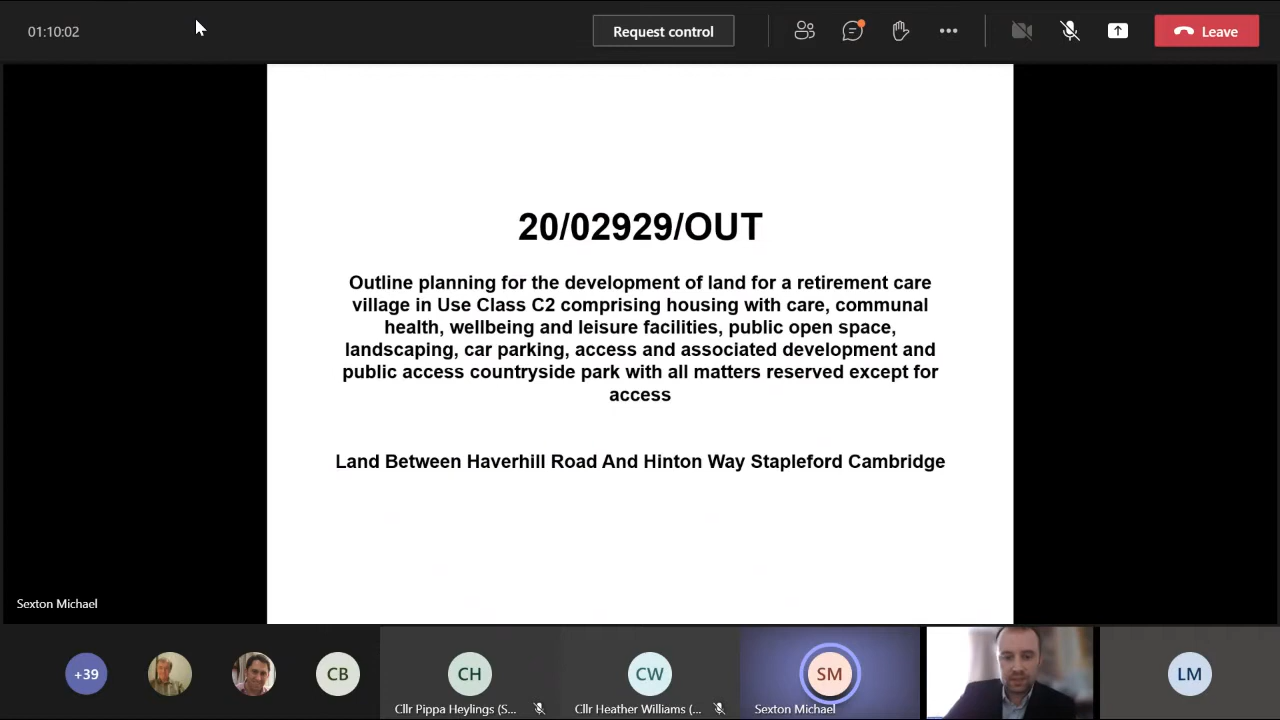 01:10:02
Request control
Leave
20/02929/OUT
Outline planning for the development of land for a retirement care
village in Use Class C2 comprising housing with care, communal
health, wellbeing and leisure facilities, public open space,
landscaping, car parking, access and associated development and
public access countryside park with all matters reserved except for
access
Land Between Haverhill Road And Hinton Way Stapleford Cambridge
Sexton Michael
+39
CB
CH
CW
SM
LM
Cllr Pippa Heylings (S...
Cllr Heather Williams (...
Sexton Michael